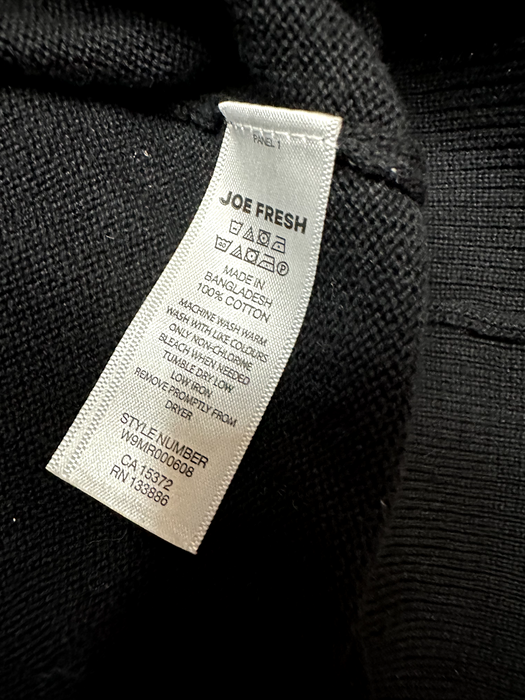 PANEL 1
JOE FRESH
MADE IN
BANGLADESH
100% COTTON
MACHINE WASH WARM
WASH WITH LIKE COLOURS
ONLY NON-CHLORINE
BLEACH WHEN NEEDED
TUMBLE DRY LOW
LOW IRON
REMOVE PROMPTLY FROM
DRYER
STYLE NUMBER
W9MR000608
CA 15372
RN 133886